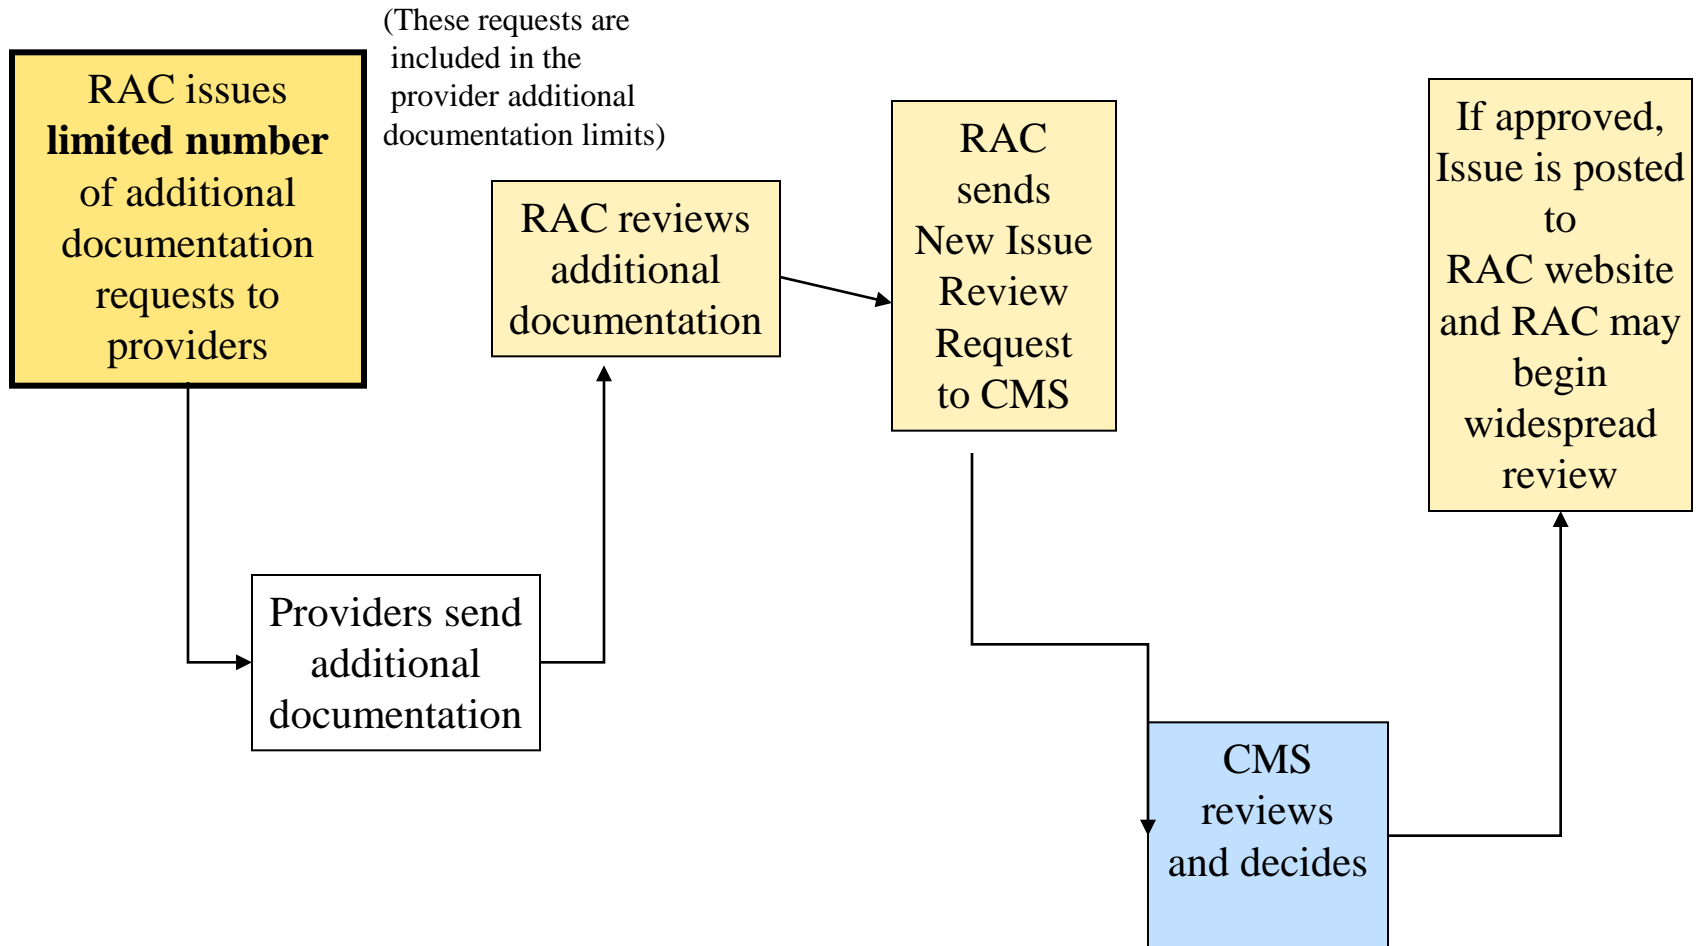 RAC issues
limited number
of additional
documentation
requests to
providers
(These requests are
included in the
provider additional
documentation limits)
Providers send
additional
documentation
RAC reviews
additional
documentation
RAC
sends
New Issue
Review
Request
to CMS
CMS
reviews
and decides
If approved,
Issue is posted
to
RAC website
and RAC may
begin
widespread
review